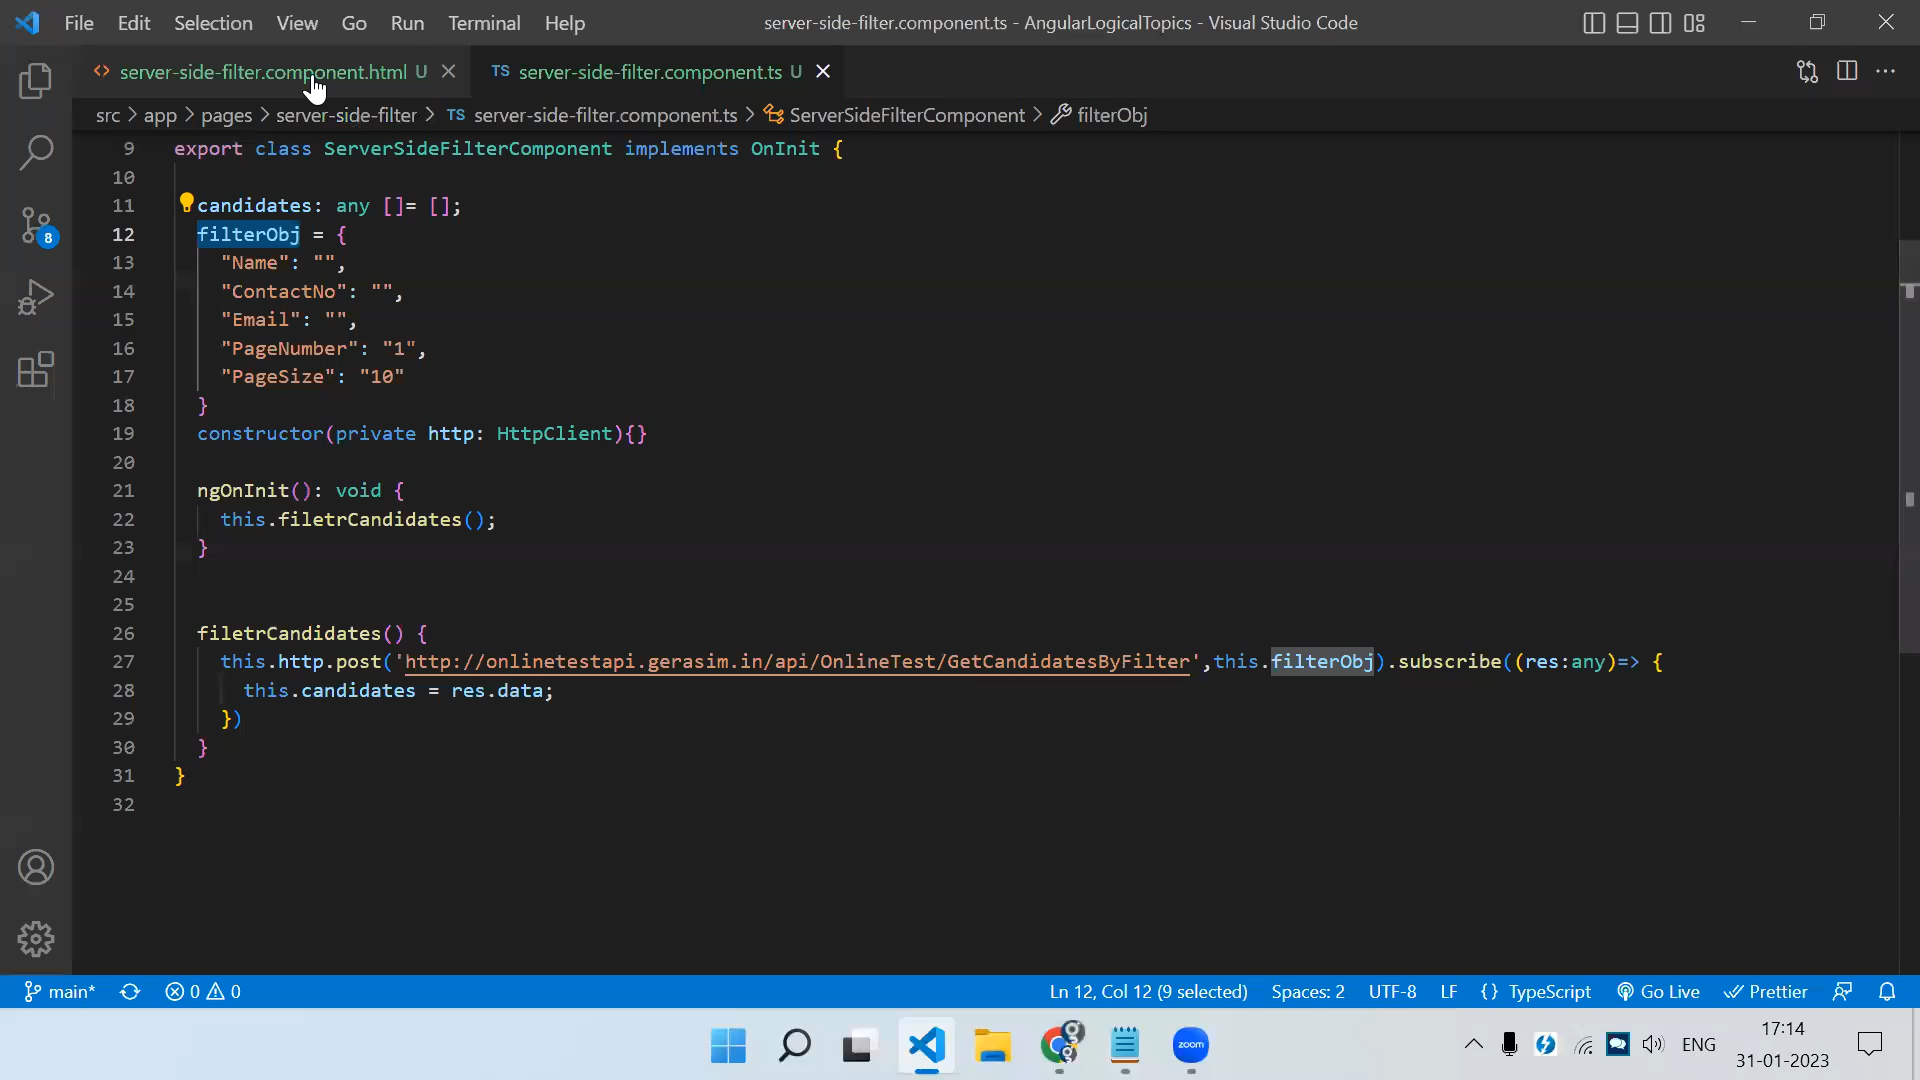 File Edit Selection View Go Run Terminal Help
server-side-filter.component.ts - AngularLogicalTopics - Visual Studio Code
server-side-filter.component.html U
TS server-side-filter.component.ts U
src > app > pages > server-side-filter > TS server-side-filter.component.ts > ServerSideFilterComponent > filterObj
9 export class ServerSideFilterComponent implements OnInit {
10
11 candidates: any []= [];
12 filterObj = {
13 "Name": "",
14 "ContactNo": "",
15 "Email": "",
16 "PageNumber": "1",
17 "PageSize": "10"
18 }
19 constructor(private http: HttpClient){}
20
21 ngOnInit(): void {
22 this.filetrCandidates();
23 }
24
25
26 filetrCandidates() {
27 this.http.post('http://onlinetestapi.gerasim.in/api/OnlineTest/GetCandidatesByFilter',this.filterObj).subscribe((res:any)=> {
28 this.candidates = res.data;
29 })
30 }
31 }
32
8
main* 0 0 Ln 12, Col 12 (9 selected) Spaces: 2 UTF-8 LF {} TypeScript Go Live Prettier
zoom
ENG
17:14
31-01-2023